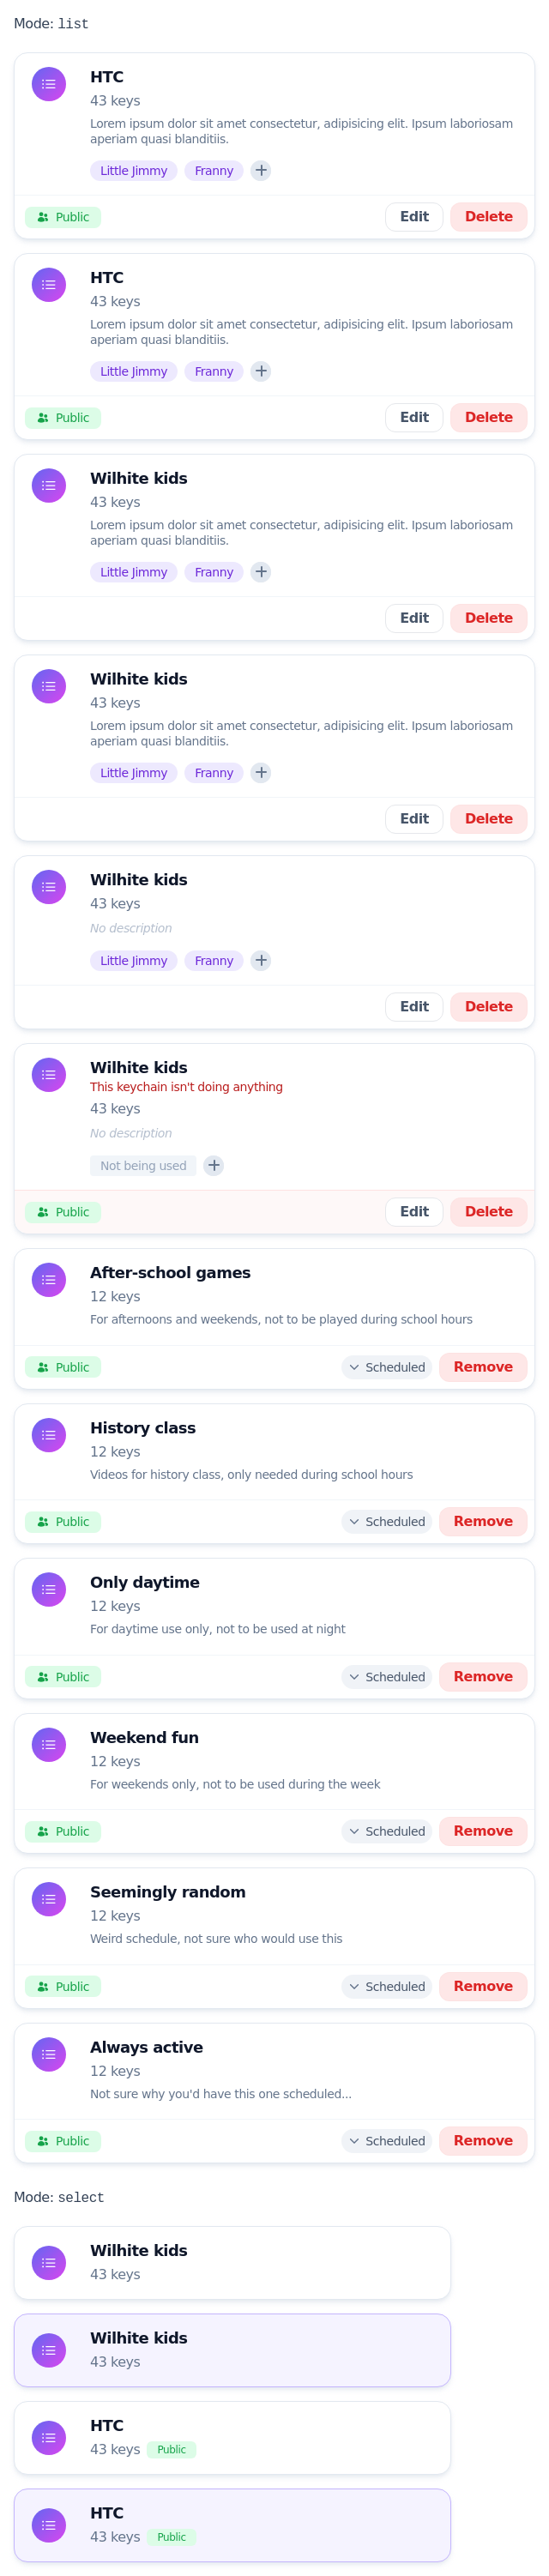 Mode: list
HTC
43 keys
Lorem ipsum dolor sit amet consectetur, adipisicing elit. Ipsum laboriosam
aperiam quasi blanditiis.
Little Jimmy Franny
Public Edit Delete
HTC
43 keys
Lorem ipsum dolor sit amet consectetur, adipisicing elit. Ipsum laboriosam
aperiam quasi blanditiis.
Little Jimmy Franny
Public Edit Delete
Wilhite kids
43 keys
Lorem ipsum dolor sit amet consectetur, adipisicing elit. Ipsum laboriosam
aperiam quasi blanditiis.
Little Jimmy Franny
Edit Delete
Wilhite kids
43 keys
Lorem ipsum dolor sit amet consectetur, adipisicing elit. Ipsum laboriosam
aperiam quasi blanditiis.
Little Jimmy Franny
Edit Delete
Wilhite kids
43 keys
No description
Little Jimmy Franny
Edit Delete
Wilhite kids
This keychain isn't doing anything
43 keys
No description
Not being used
Public Edit Delete
After-school games
12 keys
For afternoons and weekends, not to be played during school hours
Public Scheduled Remove
History class
12 keys
Videos for history class, only needed during school hours
Public Scheduled Remove
Only daytime
12 keys
For daytime use only, not to be used at night
Public Scheduled Remove
Weekend fun
12 keys
For weekends only, not to be used during the week
Public Scheduled Remove
Seemingly random
12 keys
Weird schedule, not sure who would use this
Public Scheduled Remove
Always active
12 keys
Not sure why you'd have this one scheduled...
Public Scheduled Remove
Mode: select
Wilhite kids
43 keys
Wilhite kids
43 keys
HTC
43 keys Public
HTC
43 keys Public